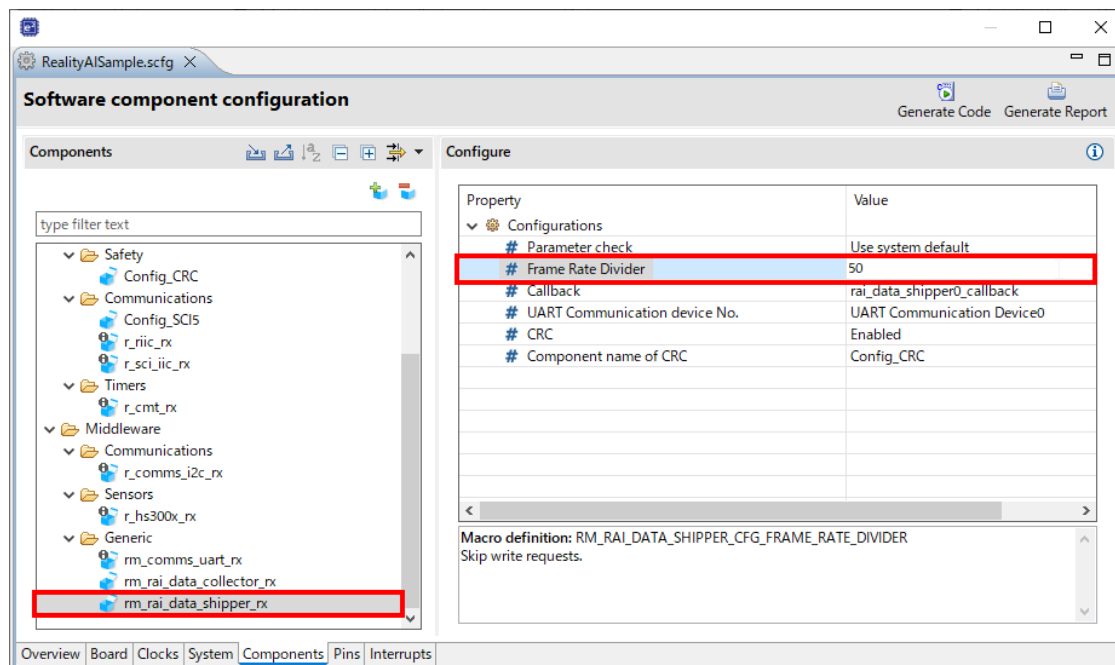 RealityAISample.scfg
Software component configuration
Generate Code Generate Report
Components
Configure
type filter text
Safety
Config_CRC
Communications
Config_SCI5
r_riic_rx
r_sci_iic_rx
Timers
r_cmt_rx
Middleware
Communications
r_comms_i2c_rx
Sensors
r_hs300x_rx
Generic
rm_comms_uart_rx
rm_rai_data_collector_rx
rm_rai_data_shipper_rx
Property Value
Configurations
# Parameter check Use system default
# Frame Rate Divider 50
# Callback rai_data_shipper0_callback
# UART Communication device No. UART Communication Device0
# CRC Enabled
# Component name of CRC Config_CRC
Macro definition: RM_RAI_DATA_SHIPPER_CFG_FRAME_RATE_DIVIDER
Skip write requests.
Overview Board Clocks System Components Pins Interrupts